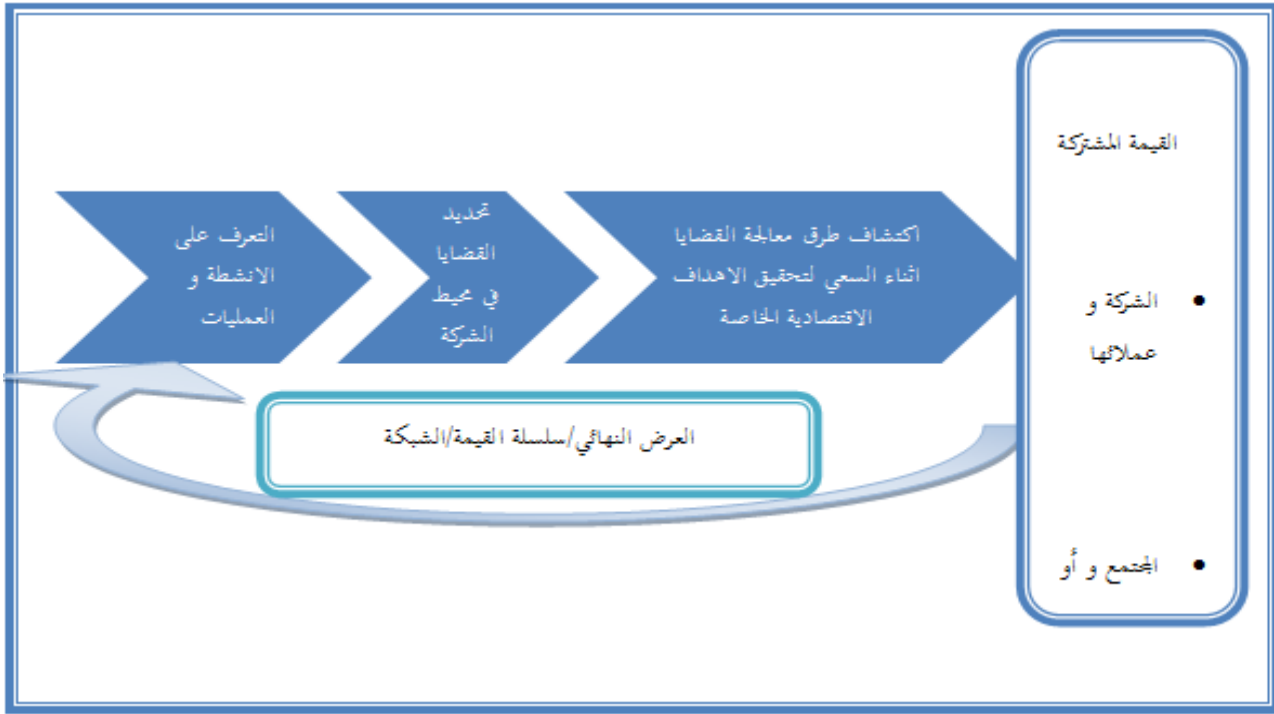 القيمة المشتركة
التعرف على
الانشطة و
العمليات
تحديد
القضايا
في محيط
الشركة
اكتشاف طرق معالجة القضايا
اثناء السعي لتحقيق الاهداف
الاقتصادية الخاصة
• الشركة و
عملائها
العرض النهائي/سلسلة القيمة/الشبكة
• المجتمع و أو